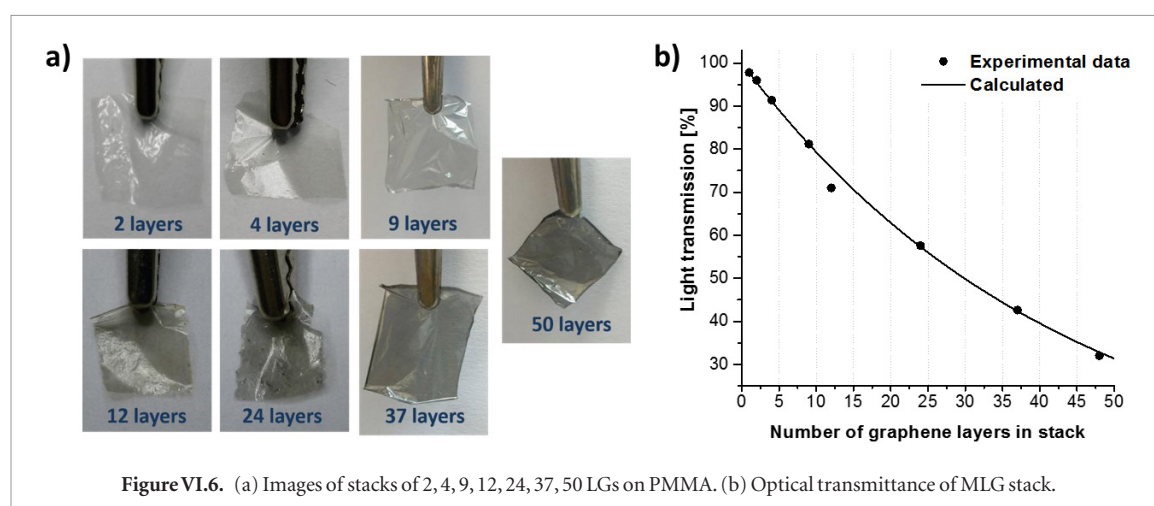 a)
2 layers
4 layers
9 layers
12 layers
24 layers
37 layers
50 layers
b)
Experimental data
Calculated
Light transmission [%]
100
90
80
70
60
50
40
30
0 5 10 15 20 25 30 35 40 45 50
Number of graphene layers in stack
Figure VI.6. (a) Images of stacks of 2, 4, 9, 12, 24, 37, 50 LGs on PMMA. (b) Optical transmittance of MLG stack.